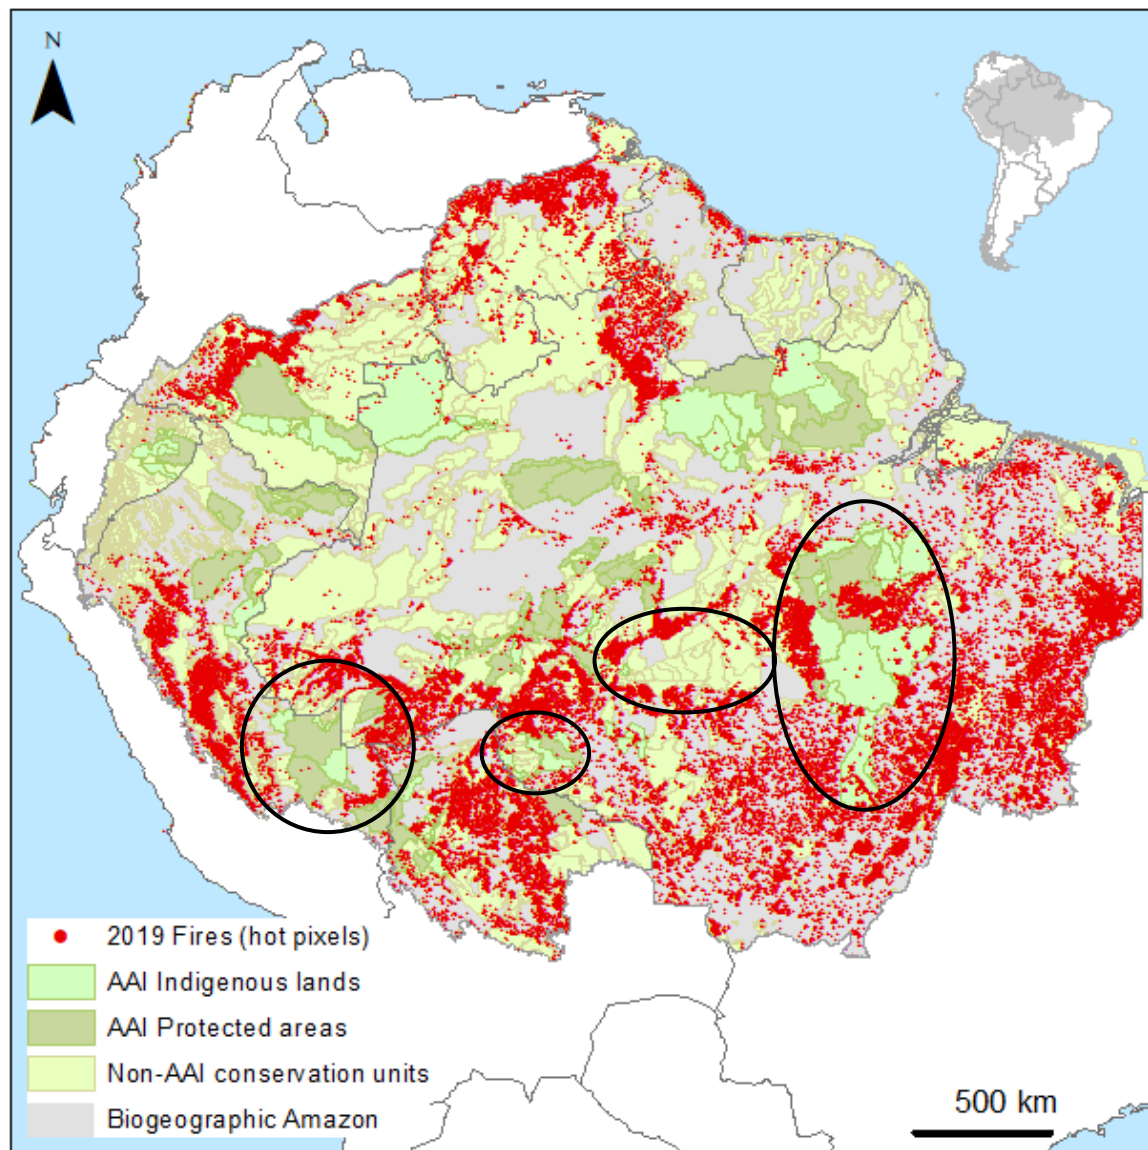 N
2019 Fires (hot pixels)
AAI Indigenous lands
AAI Protected areas
Non-AAI conservation units
Biogeographic Amazon
500 km